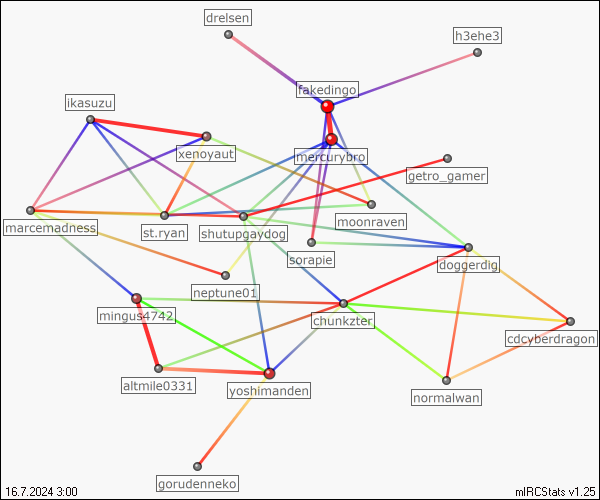 drelsen
h3ehe3
fakedingo
ikasuzu
xenoyaut
mercurybro
getro_gamer
marcemadness
st.ryan
shutupgaydog
moonraven
sorapie
doggerdig
neptune01
mingus4742
chunkzter
cdcyberdragon
altmile0331
yoshimanden
normalwan
gorudenneko
16.7.2024 3:00
mIRCStats v1.25